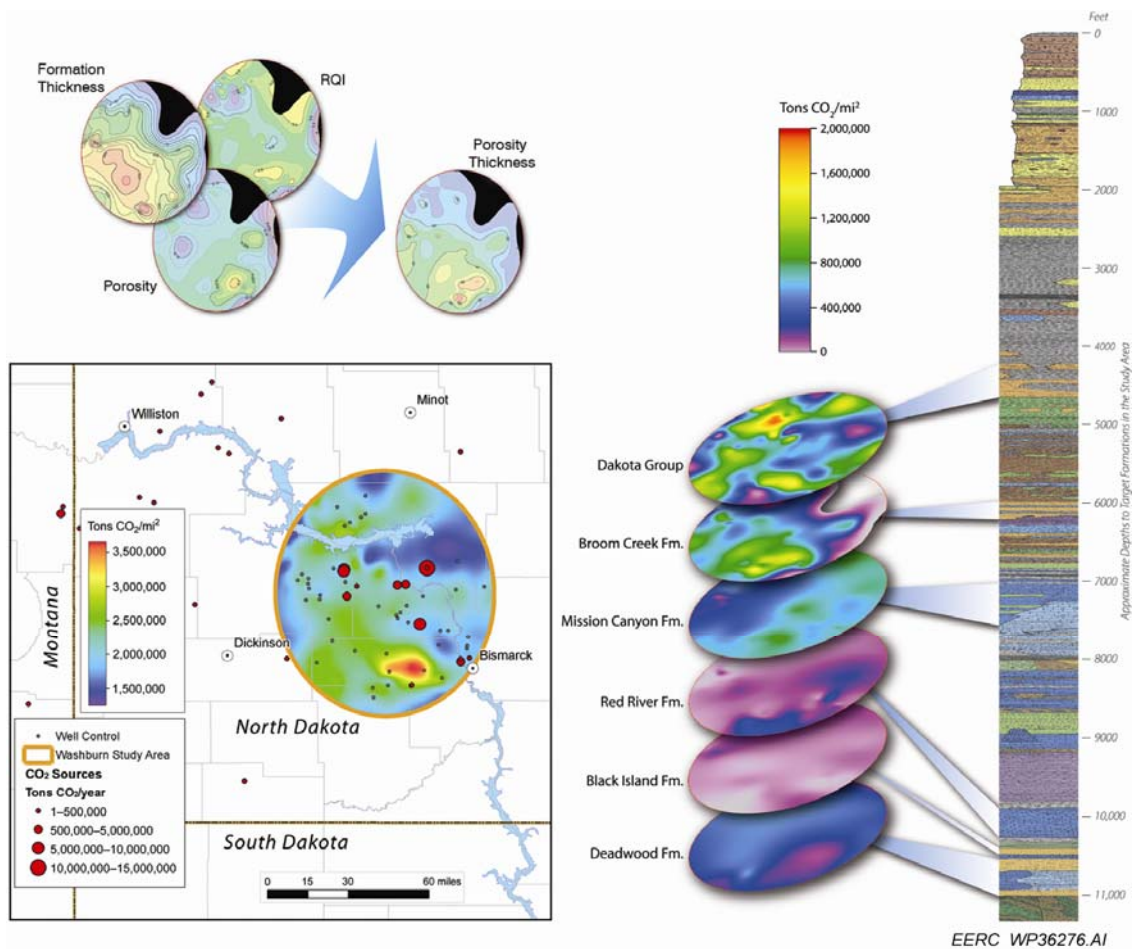 Formation
Thickness
RQI
Porosity
Porosity
Thickness
Tons CO₂/mi²
2,000,000
1,600,000
1,200,000
800,000
400,000
0
Feet
0
1000
2000
3000
4000
5000
6000
7000
8000
9000
10,000
11,000
Approximate Depths to Target Formations in the Study Area
Dakota Group
Broom Creek Fm.
Mission Canyon Fm.
Red River Fm.
Black Island Fm.
Deadwood Fm.
Williston
Minot
Tons CO₂/mi²
3,500,000
3,000,000
2,500,000
2,000,000
1,500,000
Montana
Dickinson
Bismarck
North Dakota
South Dakota
Well Control
Washburn Study Area
CO₂ Sources
Tons CO₂/year
1–500,000
500,000–5,000,000
5,000,000–10,000,000
10,000,000–15,000,000
0 15 30 60 miles
EERC WP36276.AI